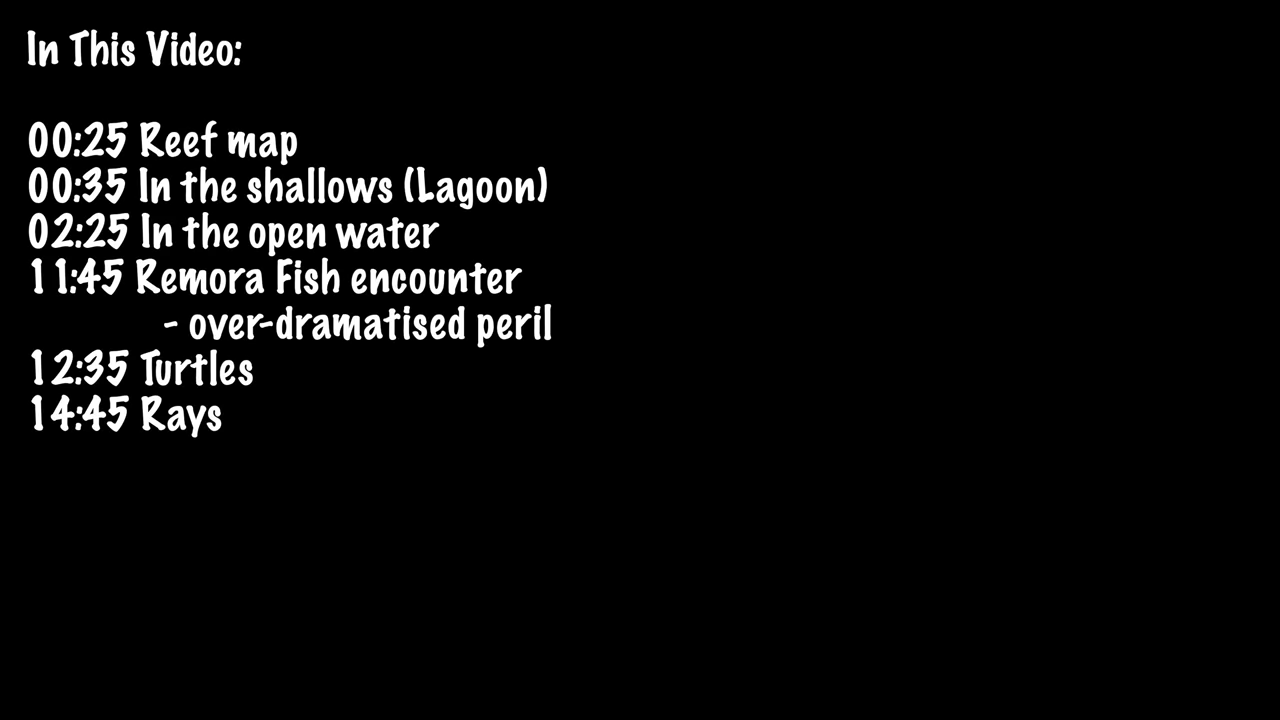 In This Video:
00:25 Reef map
00:35 In the shallows (Lagoon)
02:25 In the open water
11:45 Remora Fish encounter
- over-dramatised peril
12:35 Turtles
14:45 Rays